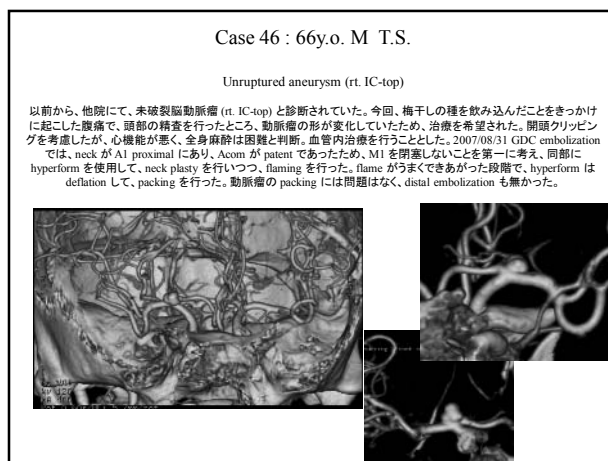 Case 46 : 66y.o. M T.S.
Unruptured aneurysm (rt. IC-top)
以前から、他院にて、未破裂脳動脈瘤 (rt. IC-top) と診断されていた。今回、梅干しの種を飲み込んだことをきっかけ
に起こした腹痛で、頭部の精査を行ったところ、動脈瘤の形が変化していたため、治療を希望された。開頭クリッピン
グを考慮したが、心機能が悪く、全身麻酔は困難と判断。血管内治療を行うこととした。2007/08/31 GDC embolization
では、neck が A1 proximal にあり、Acom が patent であったため、M1 を閉塞しないことを第一に考え、同部に
hyperform を使用して、neck plasty を行いつつ、flaming を行った。flame がうまくできあがった段階で、hyperform は
deflation して、packing を行った。動脈瘤の packing には問題はなく、distal embolization も無かった。